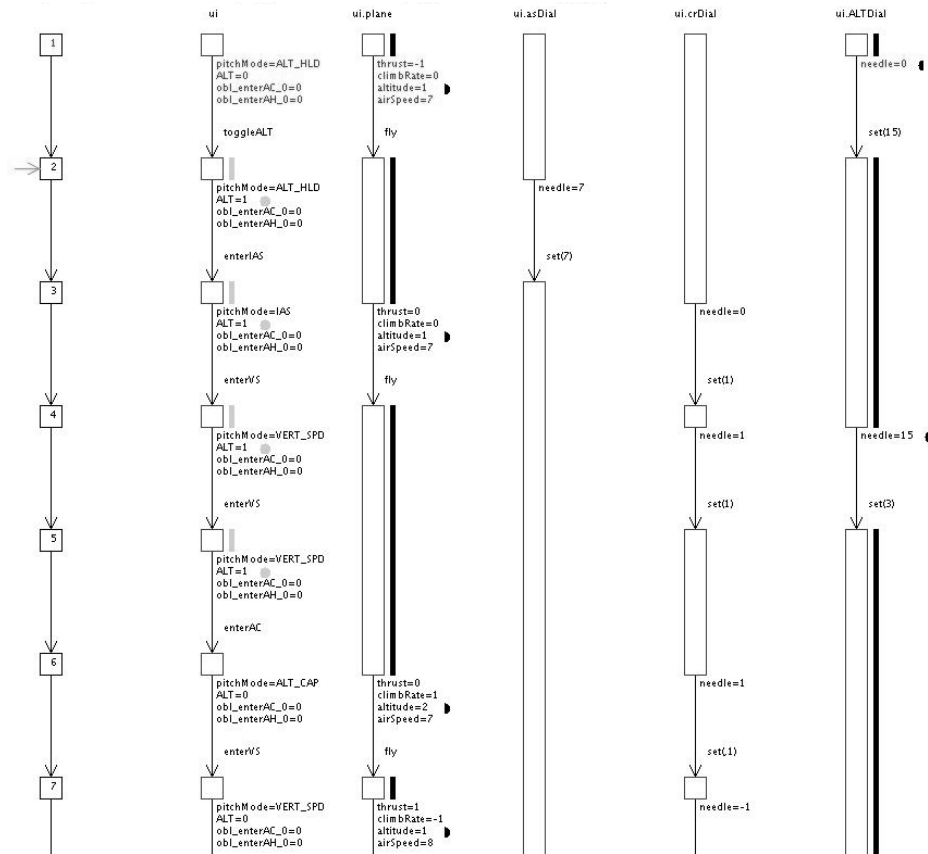 ui ui.plane ui.asDial ui.crDial ui.ALTDial
1
pitchMode=ALT_HLD thrust=-1 needle=0
ALT=0 climbRate=0
obl_enterAC_0=0 altitude=1
obl_enterAH_0=0 airSpeed=7
toggleALT fly set(15)
2
pitchMode=ALT_HLD needle=7
ALT=1
obl_enterAC_0=0
obl_enterAH_0=0
enterIAS set(7)
3
pitchMode=IAS thrust=0 needle=0
ALT=1 climbRate=0
obl_enterAC_0=0 altitude=1
obl_enterAH_0=0 airSpeed=7
enterVS fly set(1)
4
pitchMode=VERT_SPD needle=1 needle=15
ALT=1
obl_enterAC_0=0
obl_enterAH_0=0
enterVS set(1) set(3)
5
pitchMode=VERT_SPD
ALT=1
obl_enterAC_0=0
obl_enterAH_0=0
enterAC
6
pitchMode=ALT_CAP thrust=0 needle=1
ALT=0 climbRate=1
obl_enterAC_0=0 altitude=2
obl_enterAH_0=0 airSpeed=7
enterVS fly set(.1)
7
pitchMode=VERT_SPD thrust=1 needle=-1
ALT=0 climbRate=-1
obl_enterAC_0=0 altitude=1
obl_enterAH_0=0 airSpeed=8